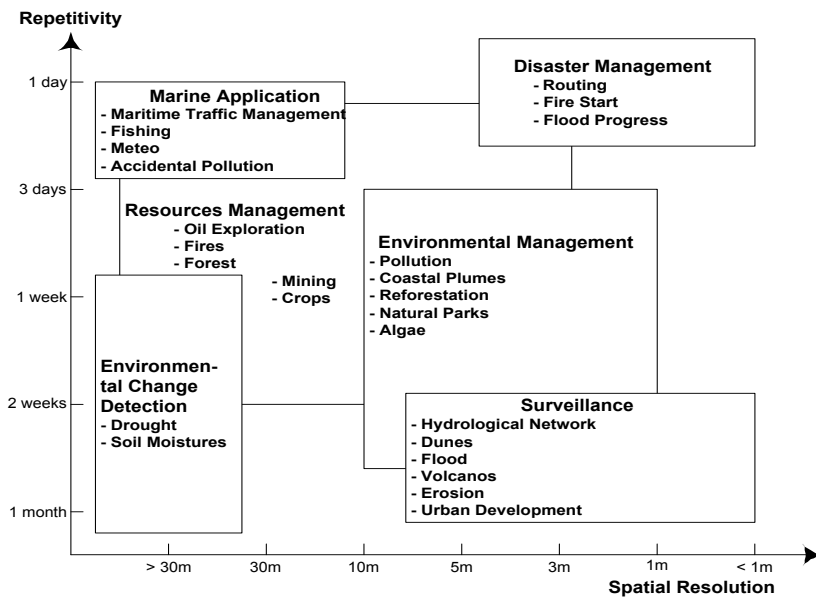 Repetitivity
1 day
3 days
1 week
2 weeks
1 month
Marine Application
- Maritime Traffic Management
- Fishing
- Meteo
- Accidental Pollution
Disaster Management
- Routing
- Fire Start
- Flood Progress
Resources Management
- Oil Exploration
- Fires
- Forest
- Mining
- Crops
Environmental Management
- Pollution
- Coastal Plumes
- Reforestation
- Natural Parks
- Algae
Environmen-
tal Change
Detection
- Drought
- Soil Moistures
Surveillance
- Hydrological Network
- Dunes
- Flood
- Volcanos
- Erosion
- Urban Development
> 30m 30m 10m 5m 3m 1m < 1m
Spatial Resolution